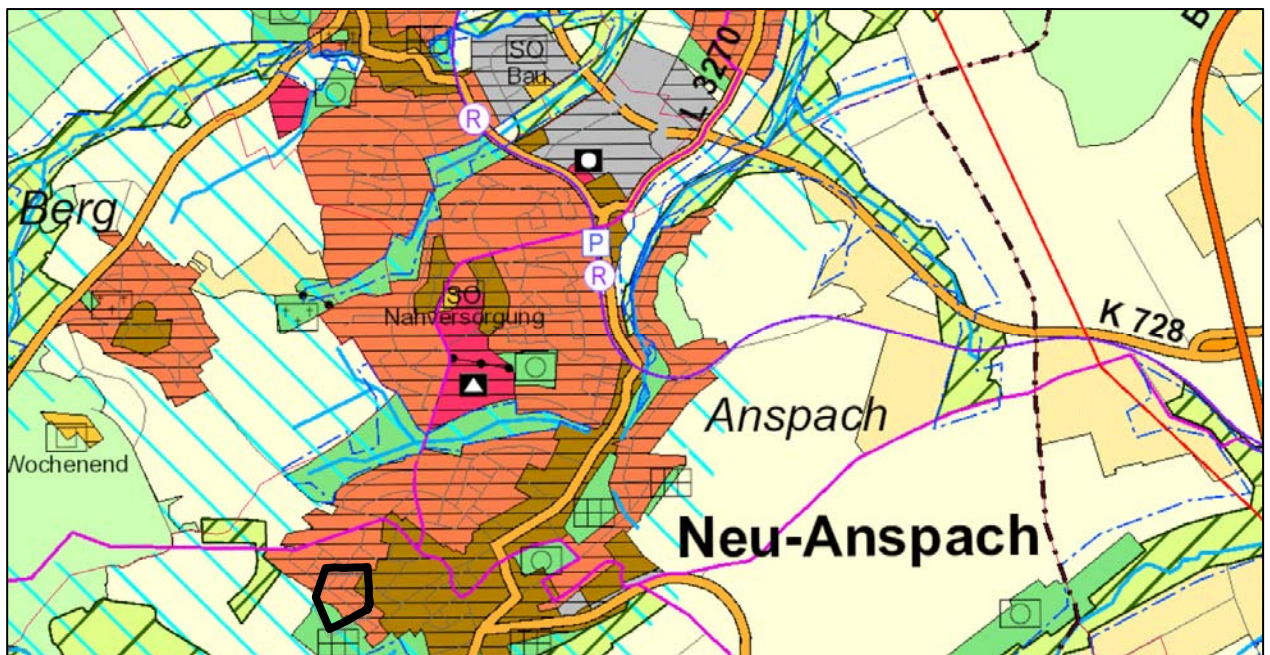 SO
Bau
L 3270
B
R
Berg
P
R
SO
Nahversorgung
K 728
Anspach
Wochenend
Neu-Anspach